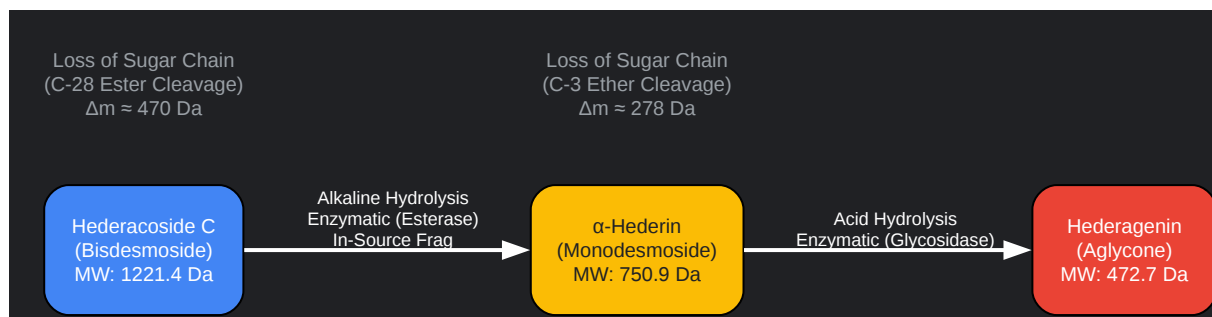 Loss of Sugar Chain
(C-28 Ester Cleavage)
Δm ≈ 470 Da
Loss of Sugar Chain
(C-3 Ether Cleavage)
Δm ≈ 278 Da
Hederacoside C
(Bisdesmoside)
MW: 1221.4 Da
Alkaline Hydrolysis
Enzymatic (Esterase)
In-Source Frag
α-Hederin
(Monodesmoside)
MW: 750.9 Da
Acid Hydrolysis
Enzymatic (Glycosidase)
Hederagenin
(Aglycone)
MW: 472.7 Da